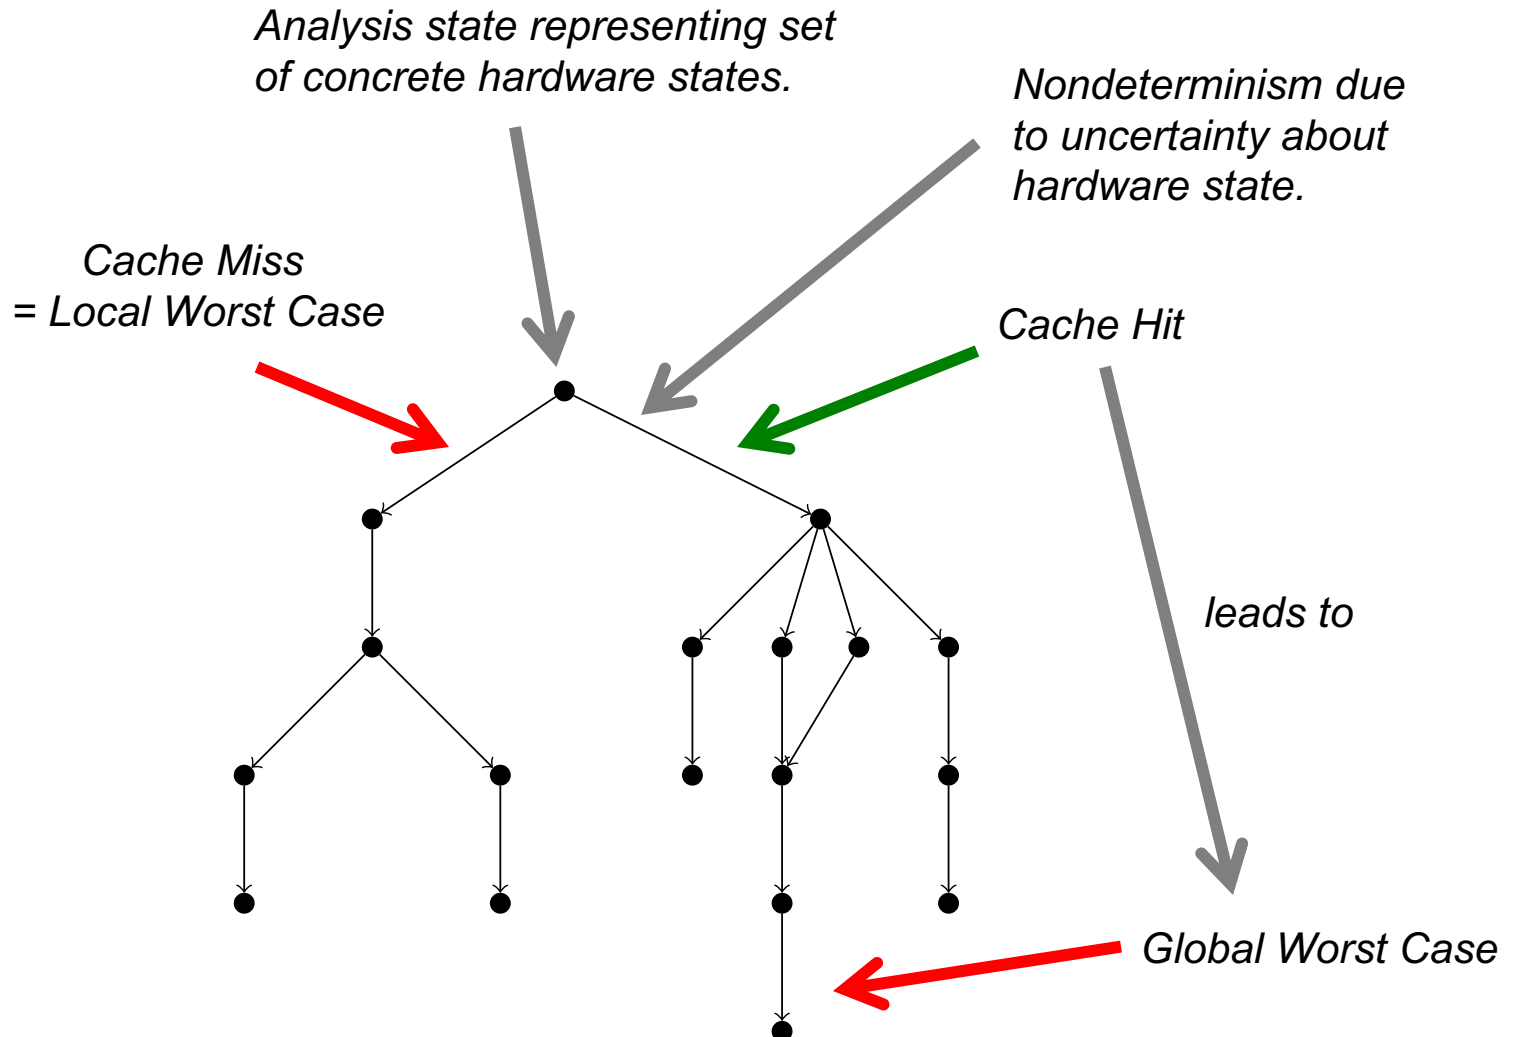 Analysis state representing set
of concrete hardware states.
Nondeterminism due
to uncertainty about
hardware state.
Cache Miss
= Local Worst Case
Cache Hit
leads to
Global Worst Case